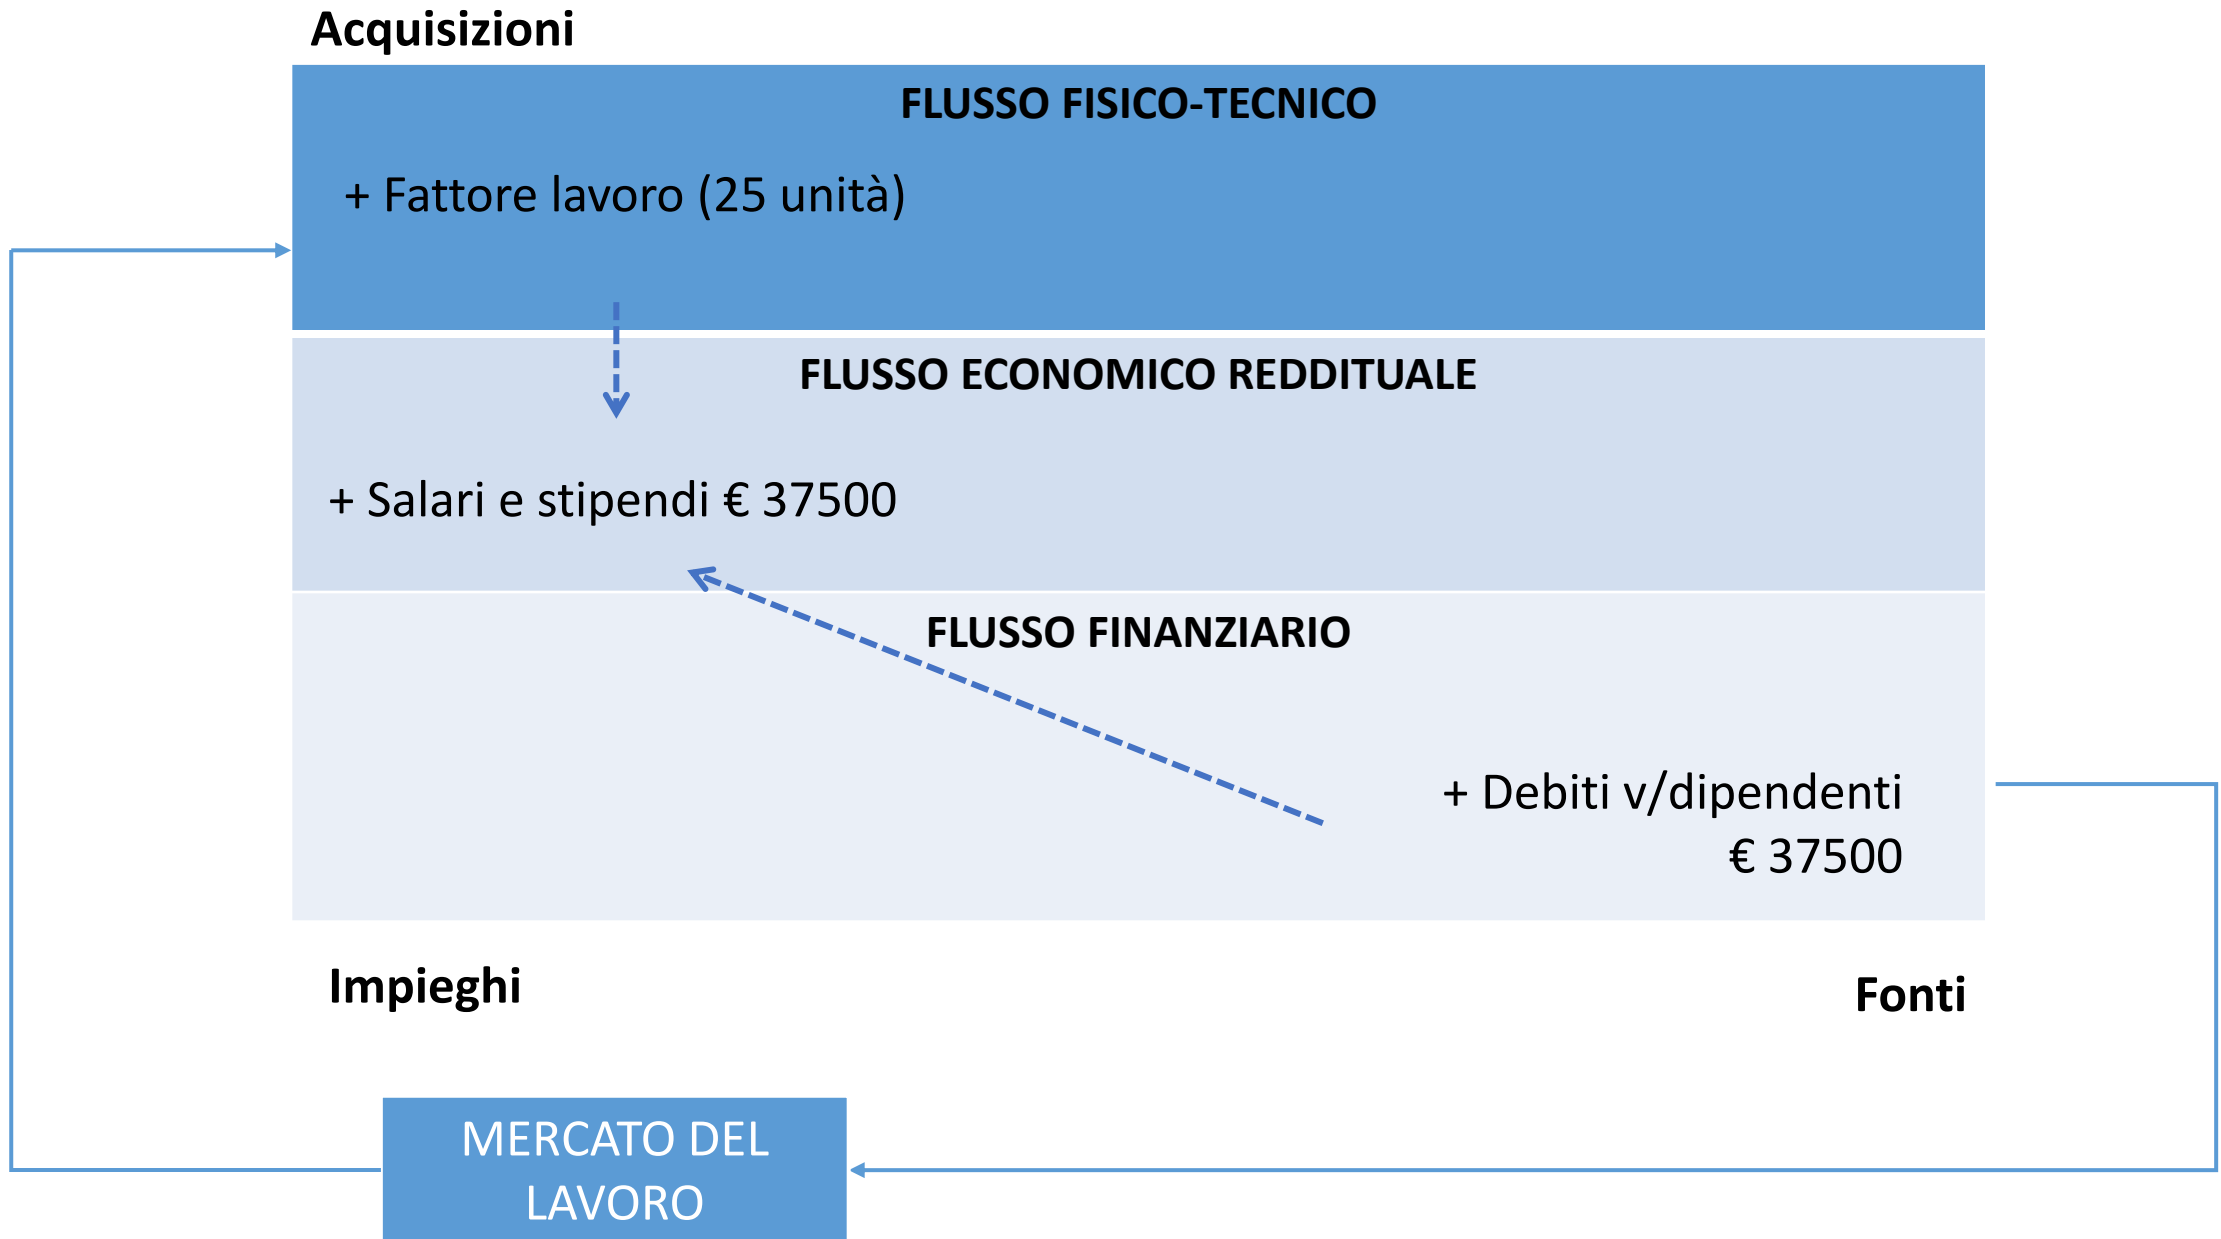 Acquisizioni
FLUSSO FISICO-TECNICO
+ Fattore lavoro (25 unità)
FLUSSO ECONOMICO REDDITUALE
+ Salari e stipendi € 37500
FLUSSO FINANZIARIO
+ Debiti v/dipendenti
€ 37500
Impieghi
Fonti
MERCATO DEL
LAVORO